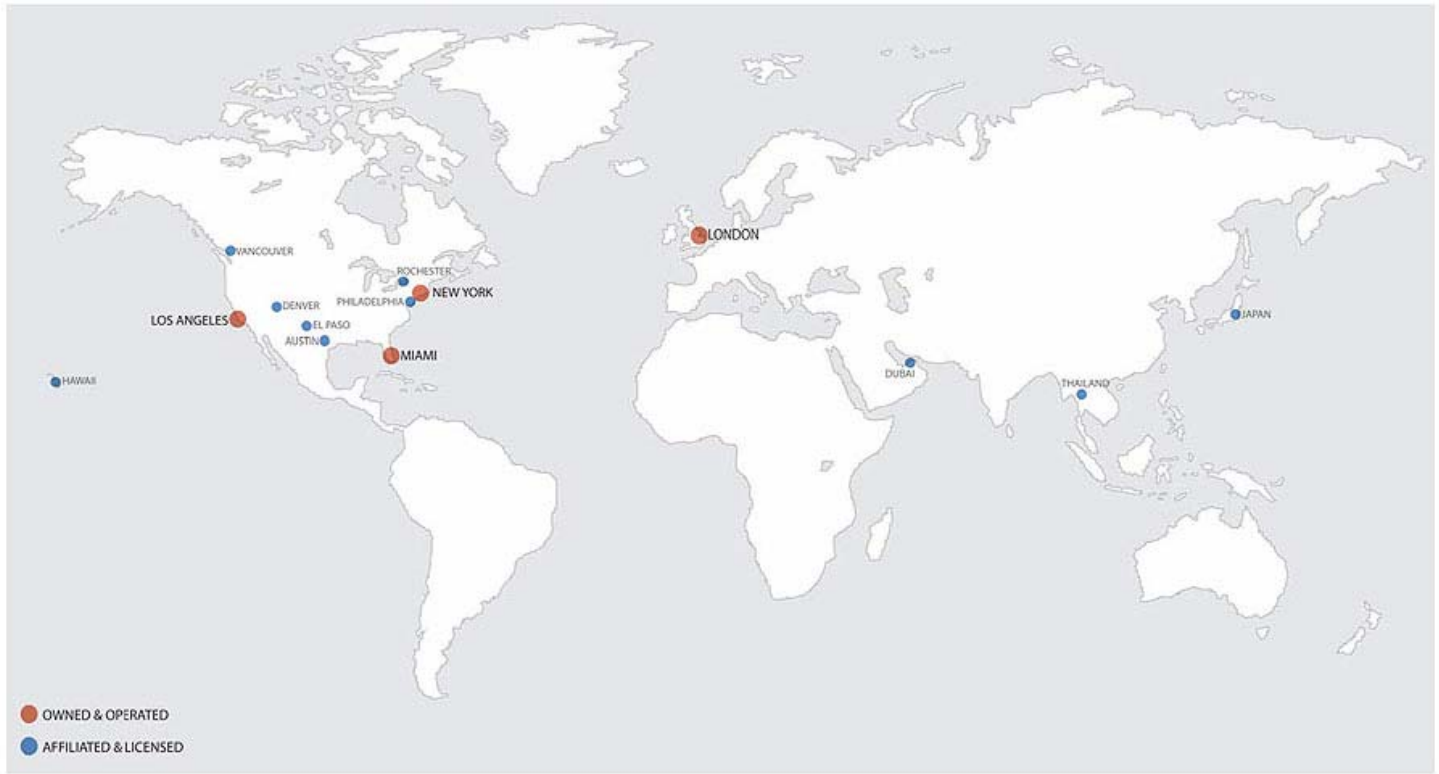 LONDON
VANCOUVER
ROCHESTER
NEW YORK
PHILADELPHIA
DENVER
LOS ANGELES
EL PASO
AUSTIN
MIAMI
HAWAII
JAPAN
DUBAI
THAILAND
OWNED & OPERATED
AFFILIATED & LICENSED